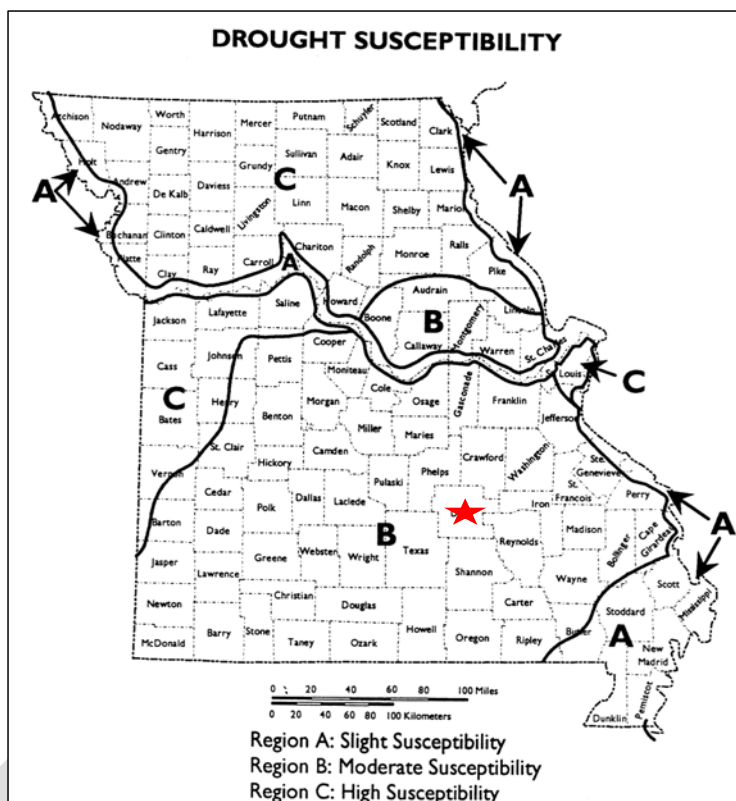 DROUGHT SUSCEPTIBILITY
Atchison
Nodaway
Worth
Harrison
Mercer
Putnam
Schuyler
Scotland
Clark
Gentry
Holt
Andrew
De Kalb
Daviess
Grundy
Sullivan
Adair
Knox
Lewis
A
A
C
Livingston
Linn
Macon
Shelby
Buchanan
Clinton
Caldwell
Platte
Clay
Ray
Carroll
Chariton
A
Randolph
Monroe
Ralls
Pike
Jackson
Lafayette
Saline
Howard
Boone
Audrain
Lincoln
B
Callaway
Montgomery
Warren
St. Charles
Cass
Johnson
Pettis
Cooper
Moniteau
Cole
Osage
Gasconade
Franklin
St. Louis
C
C
Bates
Henry
Benton
Morgan
Miller
Maries
Jefferson
St. Clair
Camden
Crawford
Washington
Ste.
Genevieve
Vernon
Hickory
Pulaski
Phelps
St.
Francois
Perry
Cedar
Polk
Dallas
Laclede
Iron
Madison
A
Barton
Dade
B
Bollinger
Cape
Girardeau
Jasper
Greene
Webster
Wright
Texas
Reynolds
Lawrence
Shannon
Wayne
Scott
Mississippi
Newton
Christian
Douglas
Carter
Stoddard
McDonald
Barry
Stone
Taney
Ozark
Howell
Oregon
Ripley
Butler
A
New
Madrid
Pemiscot
Dunklin
0 20 40 60 80 100 Miles
0 20 40 60 80 100 Kilometers
Region A: Slight Susceptibility
Region B: Moderate Susceptibility
Region C: High Susceptibility